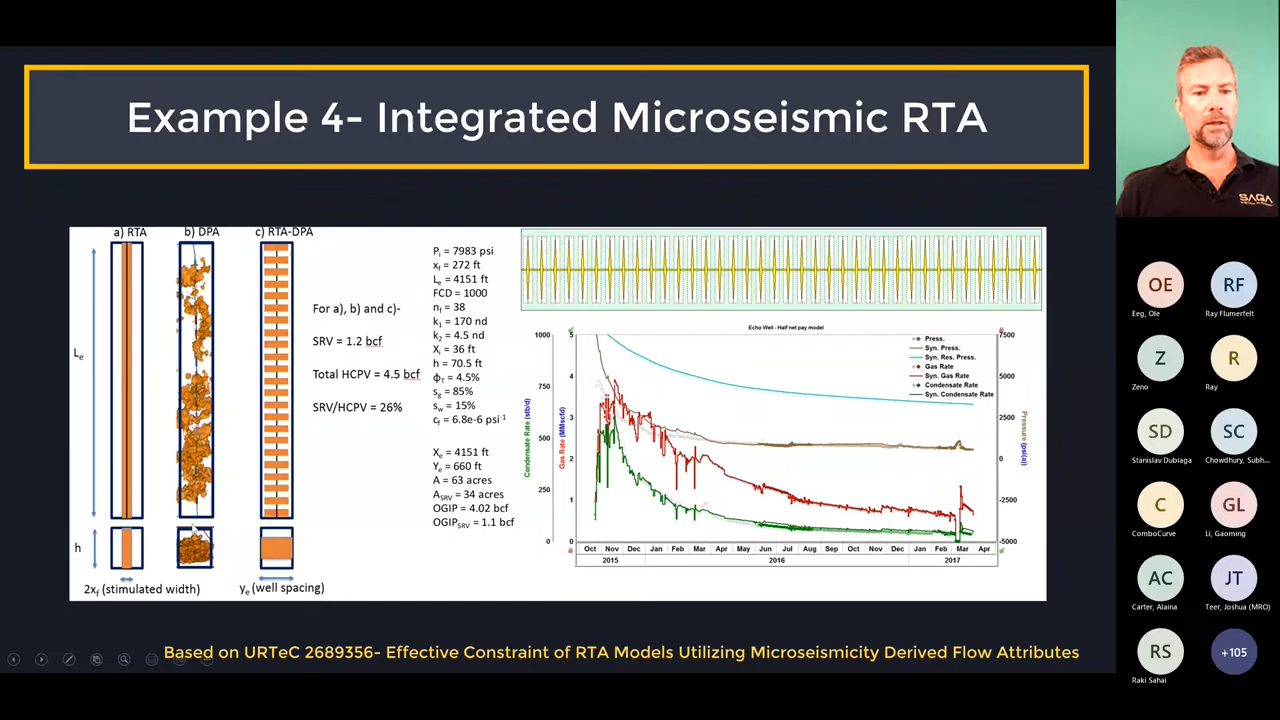 Example 4- Integrated Microseismic RTA
a) RTA
b) DPA
c) RTA-DPA
Lₑ
h
2xf (stimulated width)
yₑ (well spacing)
For a), b) and c)-
SRV = 1.2 bcf
Total HCPV = 4.5 bcf
SRV/HCPV = 26%
Pᵢ = 7983 psi
xf = 272 ft
Lₑ = 4151 ft
FCD = 1000
nf = 38
k₁ = 170 nd
k₂ = 4.5 nd
Xᵢ = 36 ft
h = 70.5 ft
ϕT = 4.5%
sg = 85%
sw = 15%
cf = 6.8e-6 psi⁻¹
Xₑ = 4151 ft
Yₑ = 660 ft
A = 63 acres
ASRV = 34 acres
OGIP = 4.02 bcf
OGIPSRV = 1.1 bcf
Echo Well - Half net pay model
Press.
Syn. Press.
Syn. Res. Press.
Gas Rate
Syn. Gas Rate
Condensate Rate
Syn. Condensate Rate
Condensate Rate (stb/d)
1000
750
500
250
0
Gas Rate (MMscfd)
5
4
3
2
1
0
7500
5000
2500
0
-2500
-5000
Pressure (psi(a))
Oct Nov Dec Jan Feb Mar Apr May Jun Jul Aug Sep Oct Nov Dec Jan Feb Mar Apr
2015 2016 2017
Based on URTeC 2689356- Effective Constraint of RTA Models Utilizing Microseismicity Derived Flow Attributes
SAGA
OE
RF
Eeg, Ole
Ray Flumerfelt
Z
R
Zeno
Ray
SD
SC
Stanislav Dubiaga
Chowdhury, Subh...
C
GL
ComboCurve
Li, Gaoming
AC
JT
Carter, Alaina
Teer, Joshua (MRO)
RS
+105
Raki Sahai